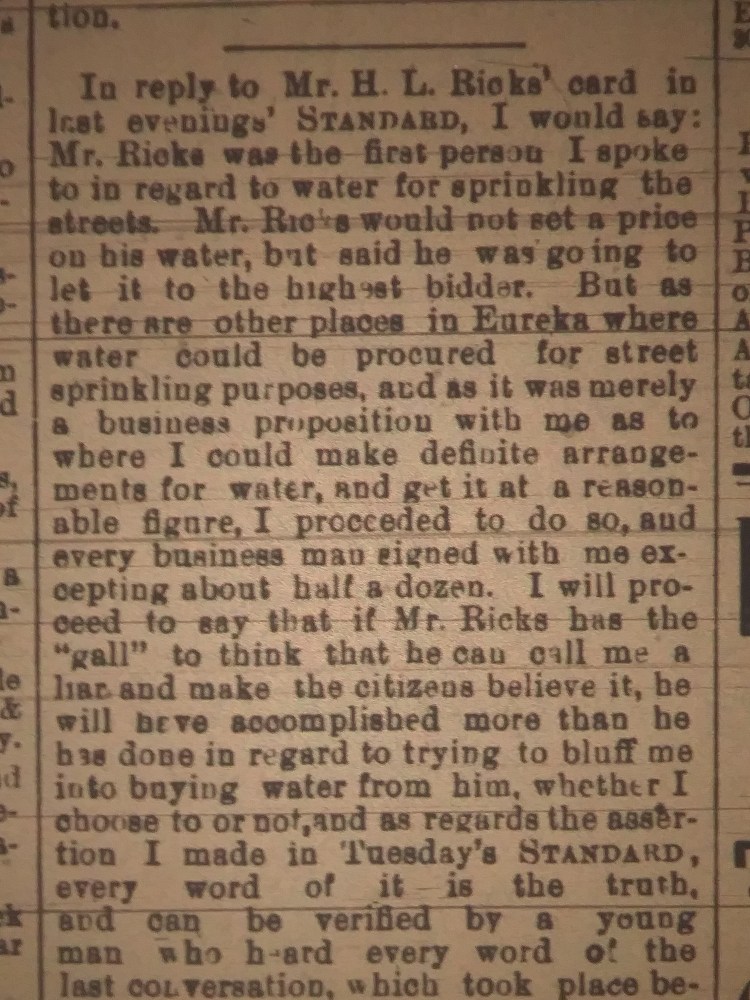 tion.
In reply to Mr. H. L. Ricks' card in
last evenings' STANDARD, I would say:
Mr. Ricks was the first person I spoke
to in regard to water for sprinkling the
streets. Mr. Ricks would not set a price
on his water, but said he was going to
let it to the highest bidder. But as
there are other places in Eureka where
water could be procured for street
sprinkling purposes, and as it was merely
a business proposition with me as to
where I could make definite arrange-
ments for water, and get it at a reason-
able figure, I proceeded to do so, and
every business man signed with me ex-
cepting about half a dozen. I will pro-
ceed to say that if Mr. Ricks has the
"gall" to think that he can call me a
liar and make the citizens believe it, he
will have accomplished more than he
has done in regard to trying to bluff me
into buying water from him, whether I
choose to or not, and as regards the asser-
tion I made in Tuesday's STANDARD,
every word of it is the truth,
and can be verified by a young
man who heard every word of the
last conversation, which took place be-